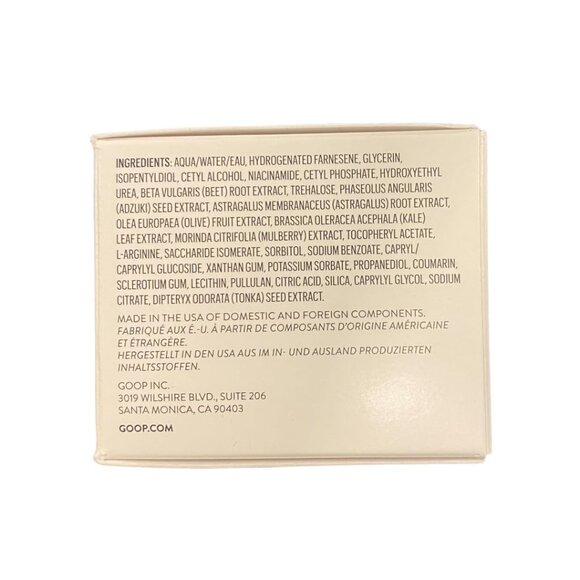 INGREDIENTS: AQUA/WATER/EAU, HYDROGENATED FARNESENE, GLYCERIN,
ISOPENTYLDIOL, CETYL ALCOHOL, NIACINAMIDE, CETYL PHOSPHATE, HYDROXYETHYL
UREA, BETA VULGARIS (BEET) ROOT EXTRACT, TREHALOSE, PHASEOLUS ANGULARIS
(ADZUKI) SEED EXTRACT, ASTRAGALUS MEMBRANACEUS (ASTRAGALUS) ROOT EXTRACT,
OLEA EUROPAEA (OLIVE) FRUIT EXTRACT, BRASSICA OLERACEA ACEPHALA (KALE)
LEAF EXTRACT, MORINDA CITRIFOLIA (MULBERRY) EXTRACT, TOCOPHERYL ACETATE,
L-ARGININE, SACCHARIDE ISOMERATE, SORBITOL, SODIUM BENZOATE, CAPRYL/
CAPRYLYL GLUCOSIDE, XANTHAN GUM, POTASSIUM SORBATE, PROPANEDIOL, COUMARIN,
SCLEROTIUM GUM, LECITHIN, PULLULAN, CITRIC ACID, SILICA, CAPRYLYL GLYCOL, SODIUM
CITRATE, DIPTERYX ODORATA (TONKA) SEED EXTRACT.
MADE IN THE USA OF DOMESTIC AND FOREIGN COMPONENTS.
FABRIQUÉ AUX É.-U. À PARTIR DE COMPOSANTS D'ORIGINE AMÉRICAINE
ET ÉTRANGÈRE.
HERGESTELLT IN DEN USA AUS IM IN- UND AUSLAND PRODUZIERTEN
INHALTSSTOFFEN.
GOOP INC.
3019 WILSHIRE BLVD., SUITE 206
SANTA MONICA, CA 90403
GOOP.COM